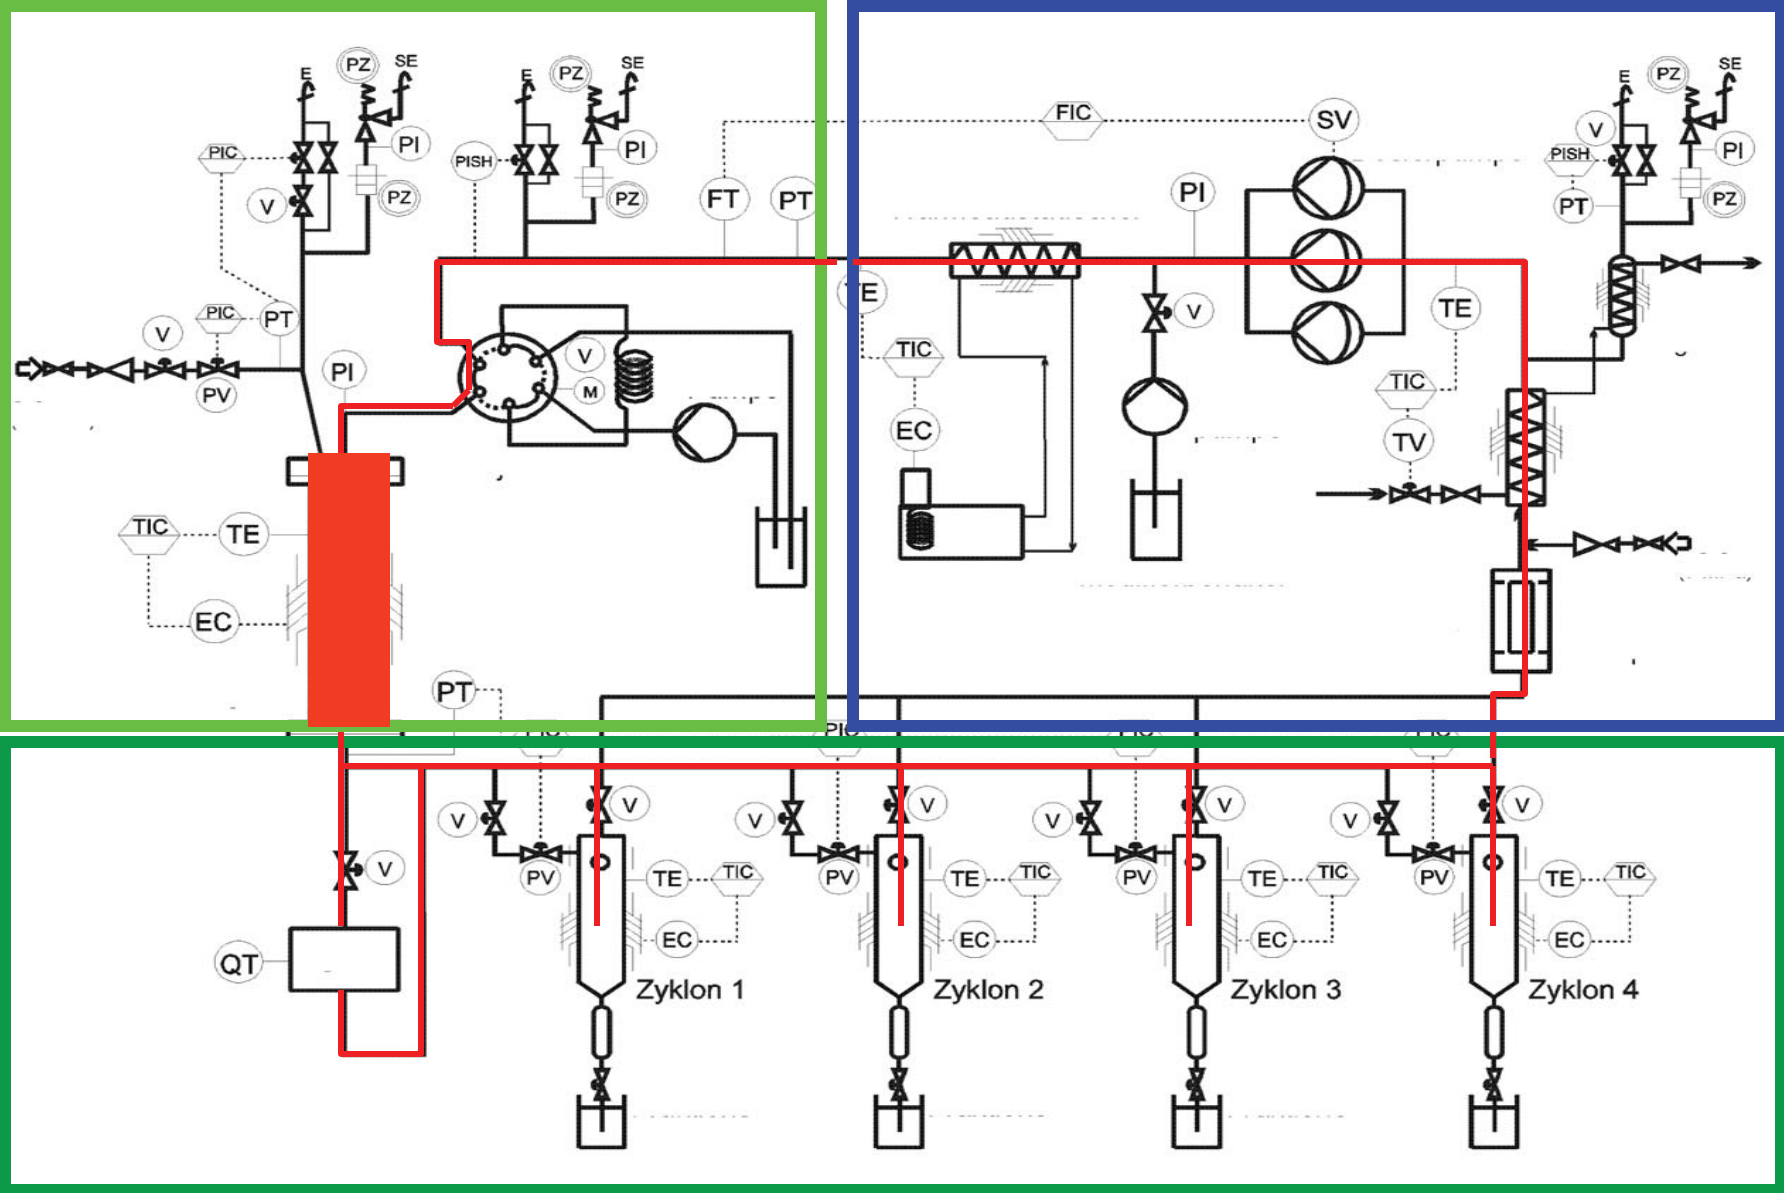 E PZ SE
E PZ SE
FIC SV
E PZ SE
PIC PI
PISH PI
V PISH PI
V PZ
PZ FT PT
PI
PT PZ
PIC PT
V
TE
V
TE
V
PV PI
V
M
TIC
TIC
EC
TV
TIC TE
EC
PT
PIC
V V
V V
V V
V V
V
PV TE TIC
PV TE TIC
PV TE TIC
PV TE TIC
EC
EC
EC
EC
QT
Zyklon 1
Zyklon 2
Zyklon 3
Zyklon 4